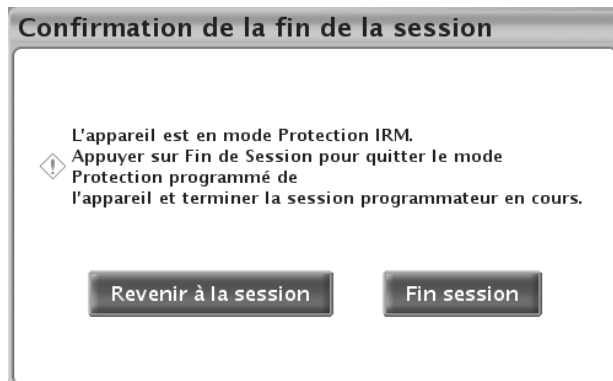 Confirmation de la fin de la session
L'appareil est en mode Protection IRM.
Appuyer sur Fin de Session pour quitter le mode
Protection programmé de
l'appareil et terminer la session programmateur en cours.
Revenir à la session
Fin session